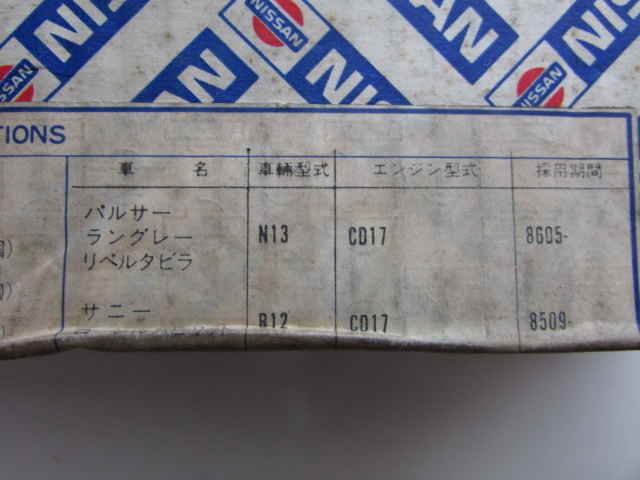 NISSAN
NISSAN
NISSAN
NISSAN
NISSAN
NISSAN
TIONS
車 名 車輛型式 エンジン型式 採用期間
パルサー
ラングレー N13 CD17 8605-
リベルタビラ
サニー B12 CD17 8509-